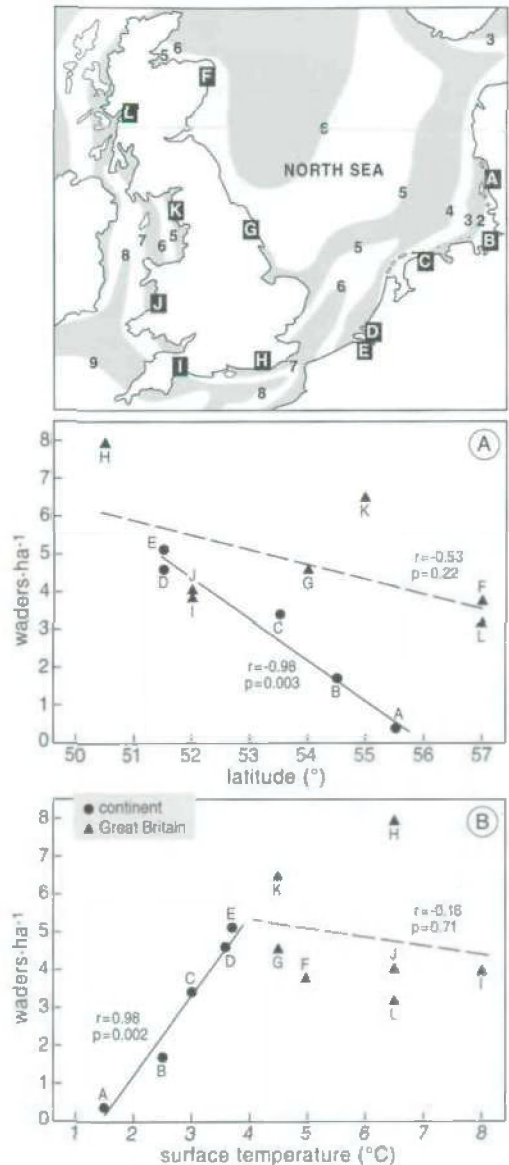 3
6
5
F
L
6
NORTH SEA
A
5
4
3 2
K
G
B
7
5
6
8
5
C
6
J
D
E
9
I
H
7
8
A
8
7
6
5
4
3
2
1
0
waders·ha-1
H
K
E
D
J
I
G
F
L
C
B
A
r=-0.53
p=0.22
r=-0.98
p=0.003
50 51 52 53 54 55 56 57
latitude (°)
continent
Great Britain
B
8
7
6
5
4
3
2
1
0
waders·ha-1
H
K
E
D
G
F
J
I
L
C
B
A
r=-0.16
p=0.71
r=0.98
p=0.002
1 2 3 4 5 6 7 8
surface temperature (°C)